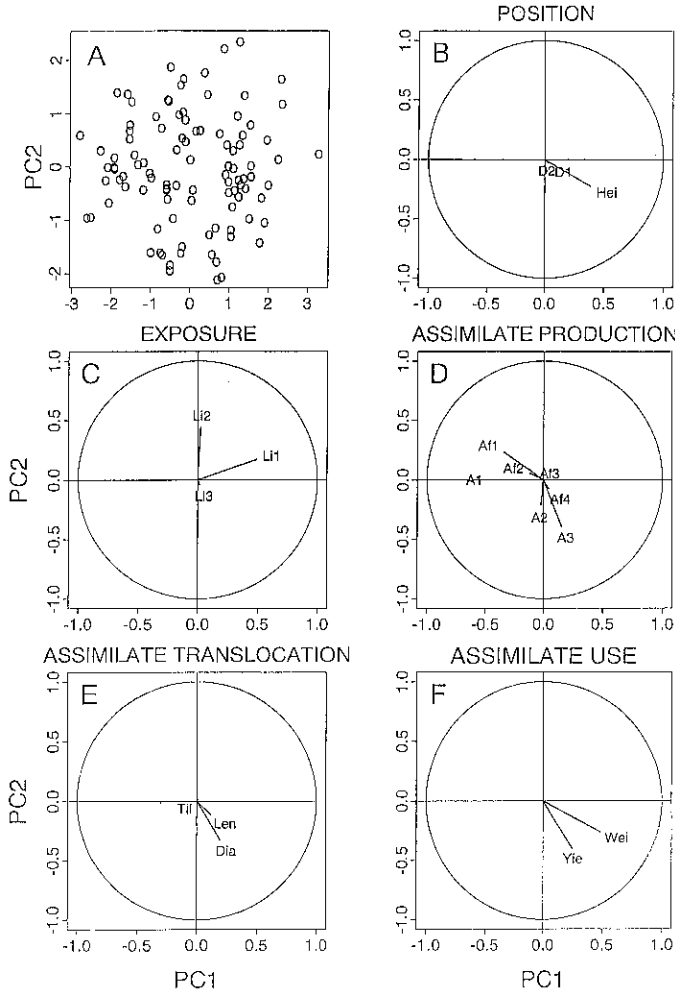 POSITION
A
B
PC2
2
1
0
-1
-2
-3 -2 -1 0 1 2 3
1.0
0.5
0.0
-0.5
-1.0
D2 D1
Hei
-1.0 -0.5 0.0 0.5 1.0
EXPOSURE
ASSIMILATE PRODUCTION
C
D
PC2
1.0
0.5
0.0
-0.5
-1.0
Li2
Li1
Li3
-1.0 -0.5 0.0 0.5 1.0
1.0
0.5
0.0
-0.5
-1.0
Af1
Af2 Af3
A1
Af4
A2
A3
-1.0 -0.5 0.0 0.5 1.0
ASSIMILATE TRANSLOCATION
ASSIMILATE USE
E
F
PC2
1.0
0.5
0.0
-0.5
-1.0
Til
Len
Dia
-1.0 -0.5 0.0 0.5 1.0
PC1
1.0
0.5
0.0
-0.5
-1.0
Wei
Yie
-1.0 -0.5 0.0 0.5 1.0
PC1